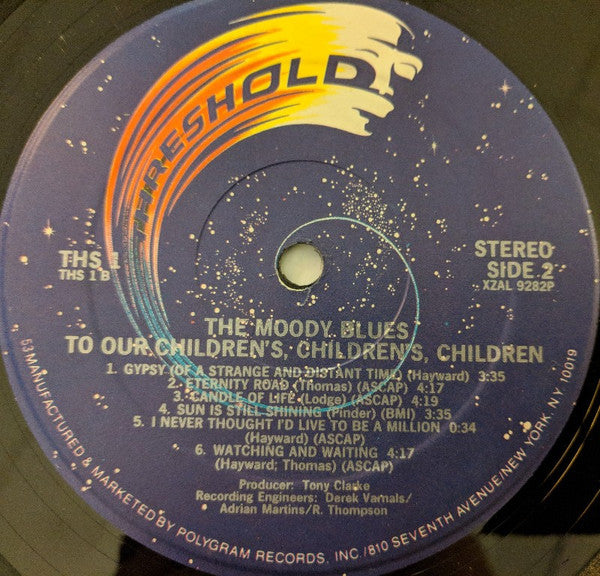 THRESHOLD
THS 1
THS 1 B
STEREO
SIDE 2
XZAL 9282P
THE MOODY BLUES
TO OUR CHILDREN'S, CHILDREN'S, CHILDREN
1. GYPSY (OF A STRANGE AND DISTANT TIME) (Hayward) 3:35
2. ETERNITY ROAD (Thomas) (ASCAP) 4:17
3. CANDLE OF LIFE (Lodge) (ASCAP) 4:19
4. SUN IS STILL SHINING (Pinder) (BMI) 3:35
5. I NEVER THOUGHT I'D LIVE TO BE A MILLION 0:34
(Hayward) (ASCAP)
6. WATCHING AND WAITING 4:17
(Hayward; Thomas) (ASCAP)
Producer: Tony Clarke
Recording Engineers: Derek Varnals/
Adrian Martins/R. Thompson
63 MANUFACTURED & MARKETED BY POLYGRAM RECORDS, INC./810 SEVENTH AVENUE/NEW YORK, NY 10019